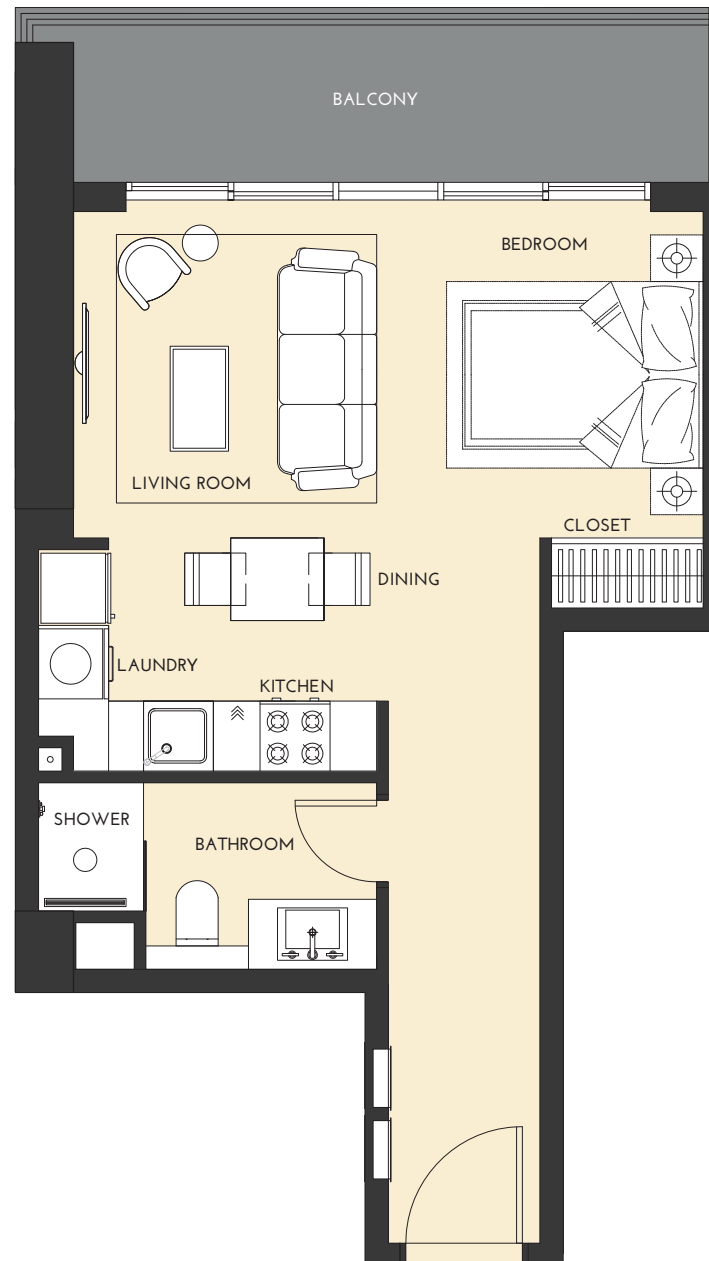 BALCONY
BEDROOM
LIVING ROOM
CLOSET
DINING
LAUNDRY
KITCHEN
SHOWER
BATHROOM